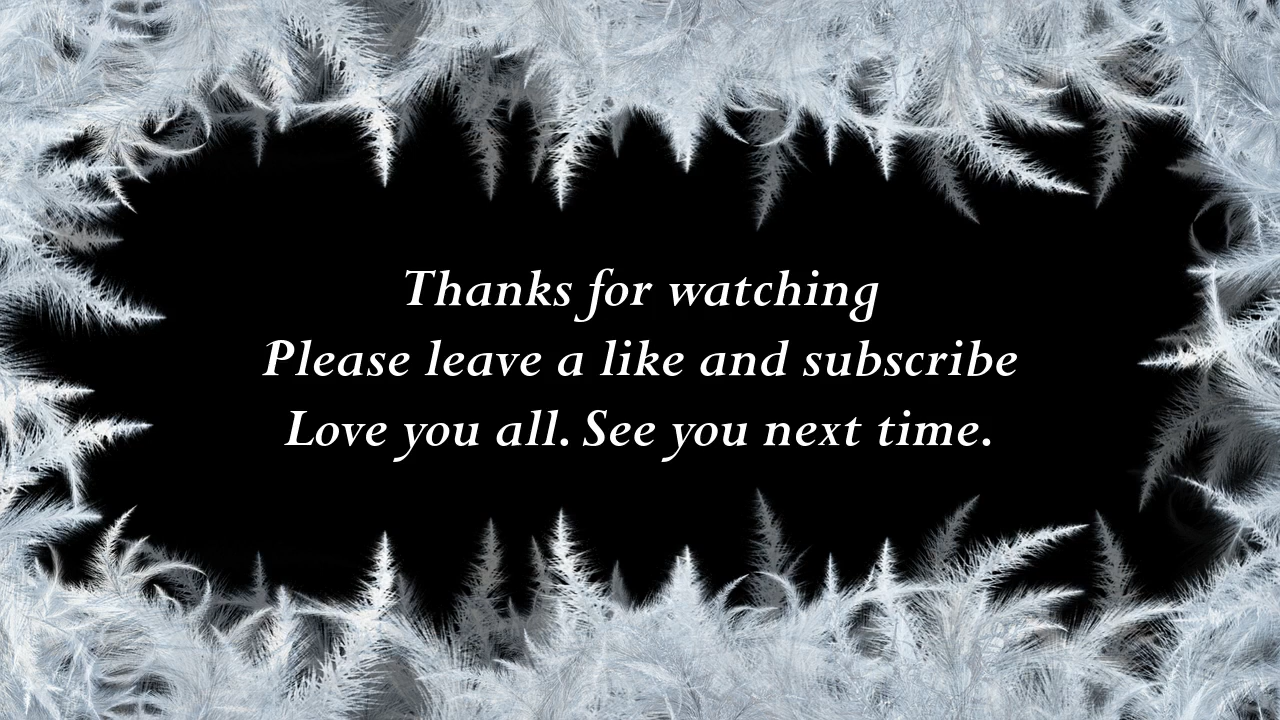 Thanks for watching
Please leave a like and subscribe
Love you all. See you next time.